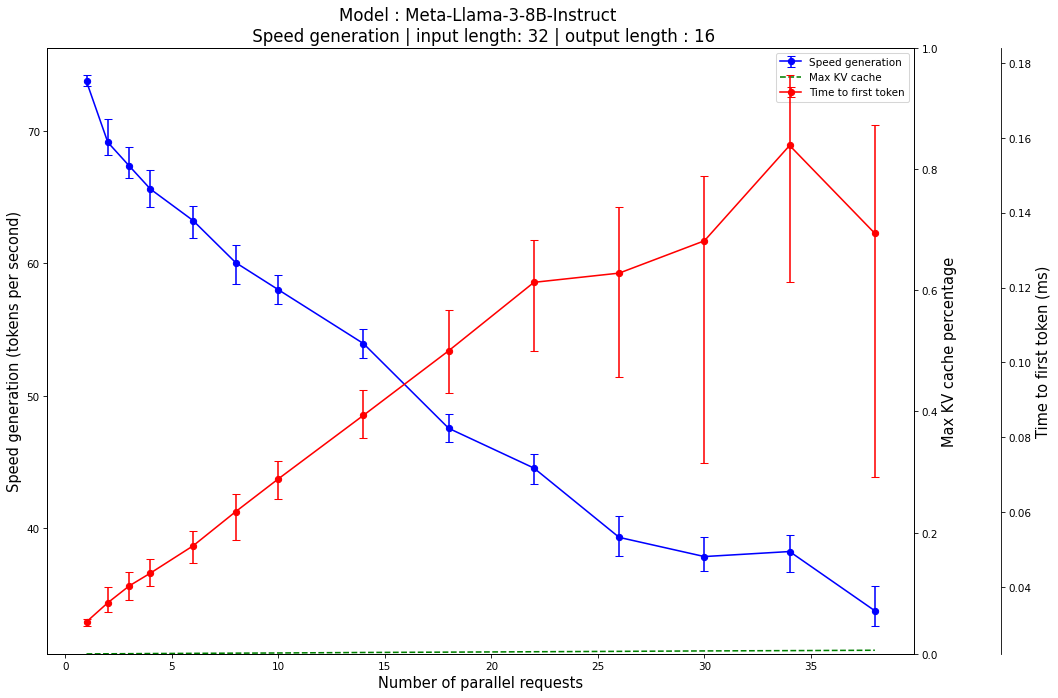 Model : Meta-Llama-3-8B-Instruct
Speed generation | input length: 32 | output length : 16
Speed generation
Max KV cache
Time to first token
Speed generation (tokens per second)
70
60
50
40
1.0
0.8
0.6
0.4
0.2
0.0
Max KV cache percentage
0.18
0.16
0.14
0.12
0.10
0.08
0.06
0.04
Time to first token (ms)
0 5 10 15 20 25 30 35
Number of parallel requests